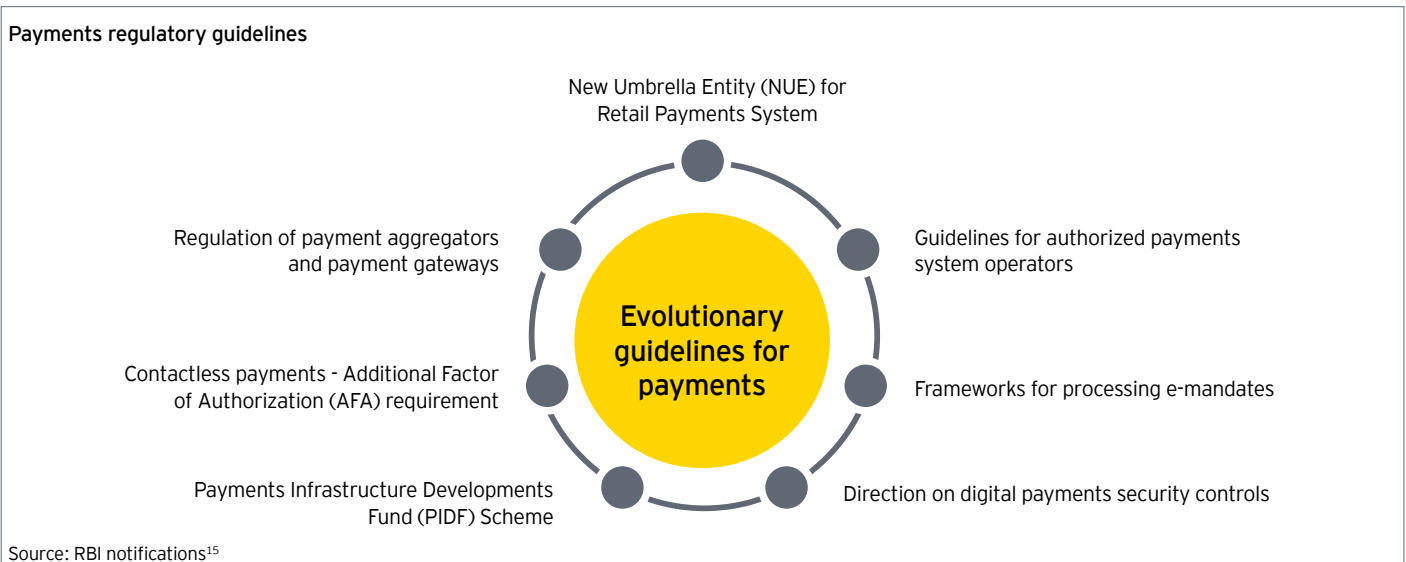 Payments regulatory guidelines
New Umbrella Entity (NUE) for
Retail Payments System
Regulation of payment aggregators
and payment gateways
Guidelines for authorized payments
system operators
Evolutionary
guidelines for
payments
Contactless payments - Additional Factor
of Authorization (AFA) requirement
Frameworks for processing e-mandates
Payments Infrastructure Developments
Fund (PIDF) Scheme
Direction on digital payments security controls
Source: RBI notifications¹⁵